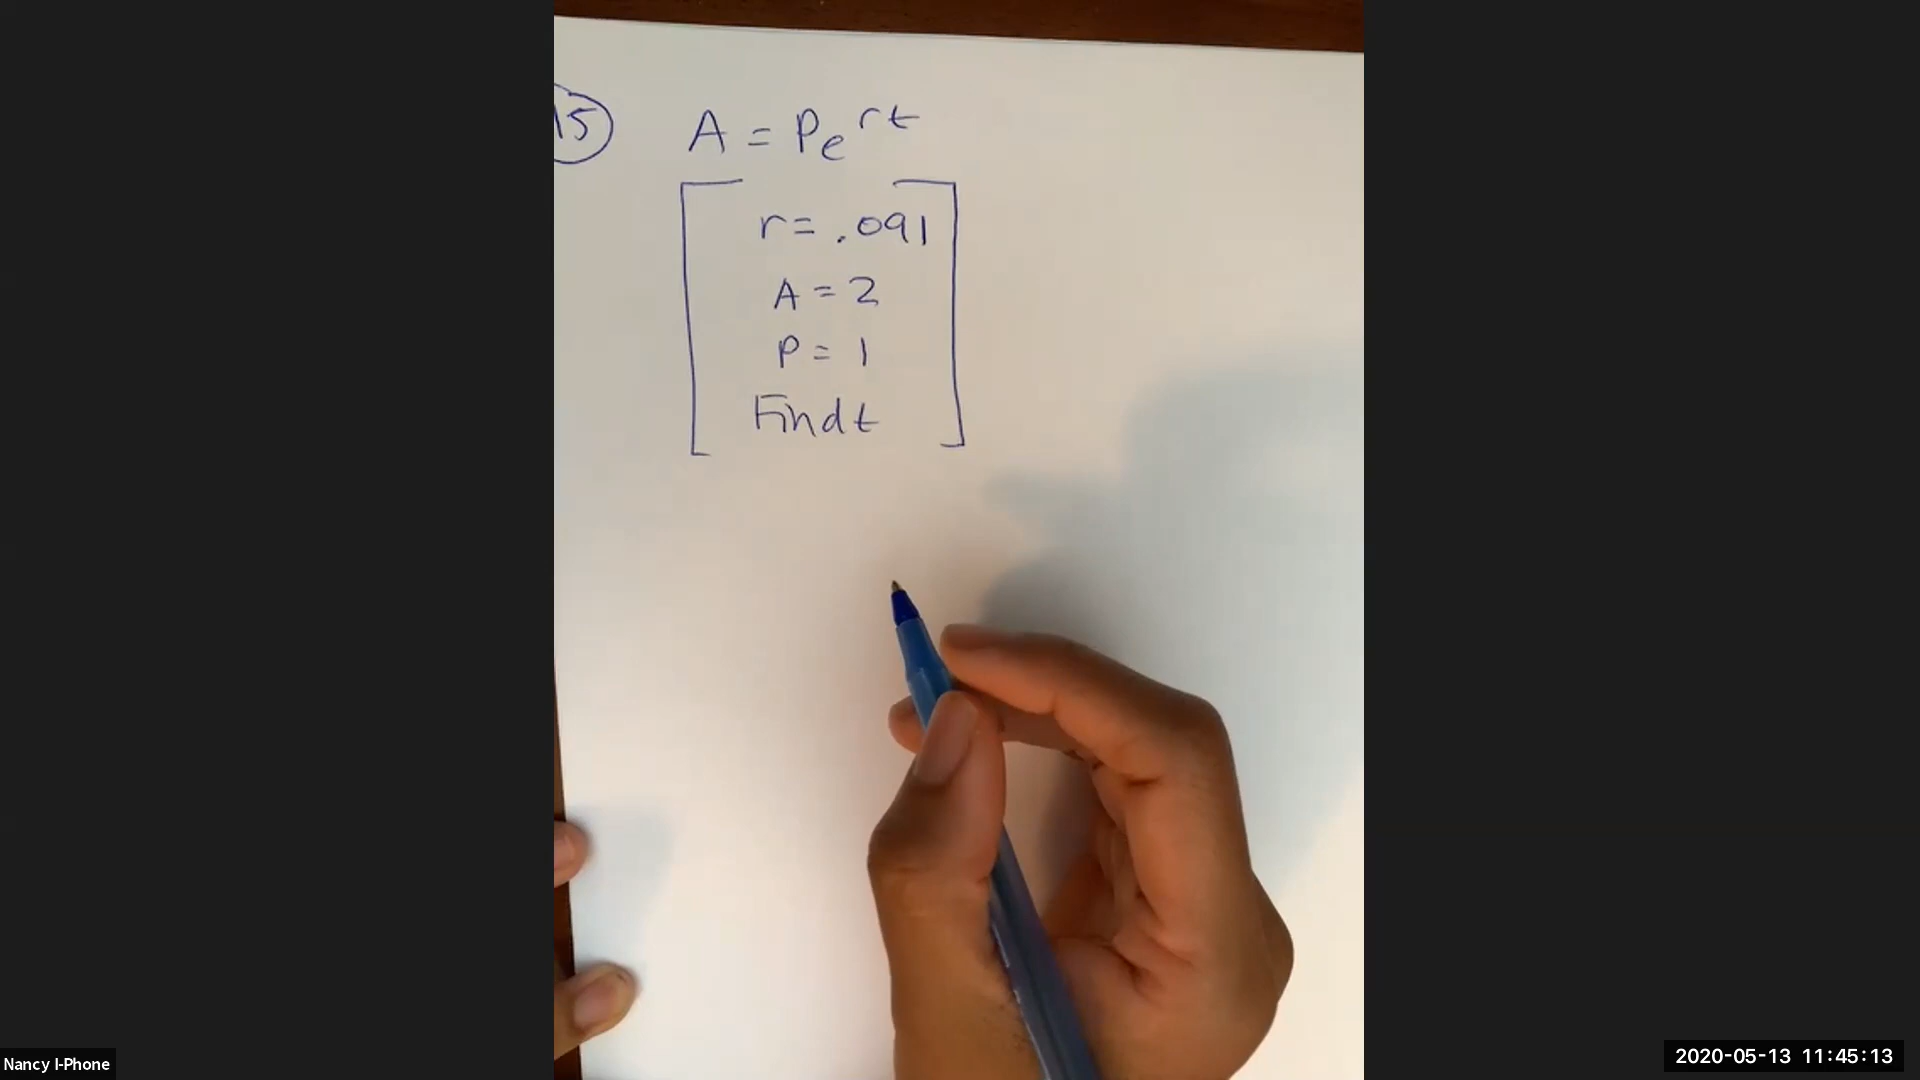 15
A = Pe^rt
r = .091
A = 2
P = 1
Find t
Nancy I-Phone
2020-05-13 11:45:13